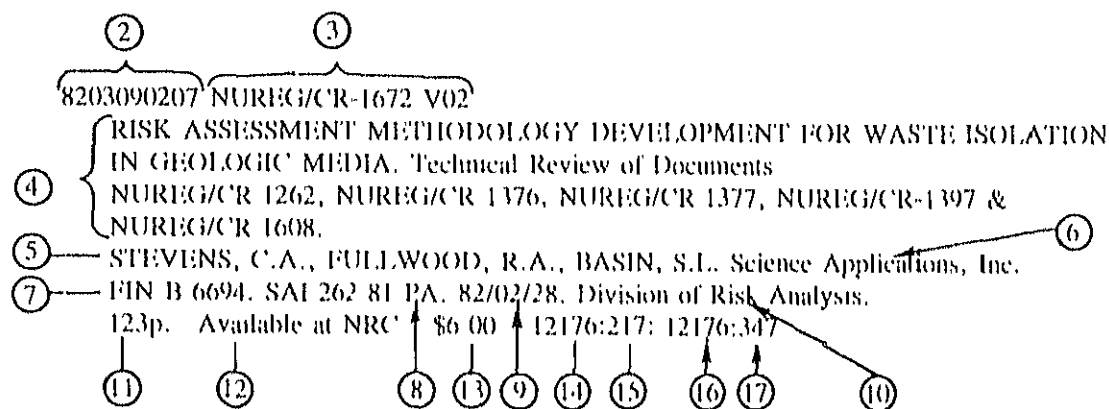 ② ③
8203090207 NUREG/CR-1672 V02
RISK ASSESSMENT METHODOLOGY DEVELOPMENT FOR WASTE ISOLATION
IN GEOLOGIC MEDIA. Technical Review of Documents
④ NUREG/CR 1262, NUREG/CR 1376, NUREG/CR 1377, NUREG/CR-1397 &
NUREG/CR 1608.
⑥
⑤ STEVENS, C.A., FULLWOOD, R.A., BASIN, S.L. Science Applications, Inc.
⑦ FIN B 6694. SAI 262 81 PA. 82/02/28. Division of Risk Analysis.
123p. Available at NRC $6 00 12176:217: 12176:347
⑪ ⑫ ⑧ ⑬ ⑨ ⑭ ⑮ ⑯ ⑰ ⑩